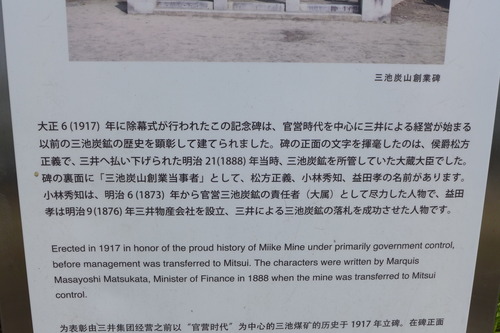 三池炭山創業碑
大正 6 (1917) 年に除幕式が行われたこの記念碑は、官営時代を中心に三井による経営が始まる
以前の三池炭鉱の歴史を顕彰して建てられました。碑の正面の文字を揮毫したのは、侯爵松方
正義で、三井へ払い下げられた明治 21(1888) 年当時、三池炭鉱を所管していた大蔵大臣でした。
碑の裏面に「三池炭山創業当事者」として、松方正義、小林秀知、益田孝の名前があります。
小林秀知は、明治 6 (1873) 年から官営三池炭鉱の責任者（大属）として尽力した人物で、益田
孝は明治 9 (1876) 年三井物産会社を設立、三井による三池炭鉱の落札を成功させた人物です。
Erected in 1917 in honor of the proud history of Miike Mine under primarily government control,
before management was transferred to Mitsui. The characters were written by Marquis
Masayoshi Matsukata, Minister of Finance in 1888 when the mine was transferred to Mitsui
control.
为表彰由三井集团经营之前以“官营时代”为中心的三池煤矿的历史于 1917 年立碑。在碑正面